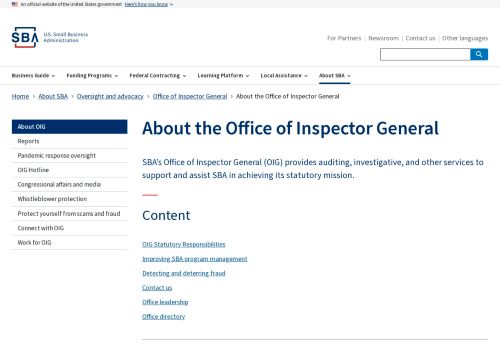 An official website of the United States government Here's how you know
SBA U.S. Small Business
Administration
For Partners Newsroom Contact us Other languages
Business Guide Funding Programs Federal Contracting Learning Platform Local Assistance About SBA
Home › About SBA › Oversight and advocacy › Office of Inspector General › About the Office of Inspector General
About OIG
Reports
Pandemic response oversight
OIG Hotline
Congressional affairs and media
Whistleblower protection
Protect yourself from scams and fraud
Connect with OIG
Work for OIG
About the Office of Inspector General
SBA's Office of Inspector General (OIG) provides auditing, investigative, and other services to
support and assist SBA in achieving its statutory mission.
Content
OIG Statutory Responsibilities
Improving SBA program management
Detecting and deterring fraud
Contact us
Office leadership
Office directory